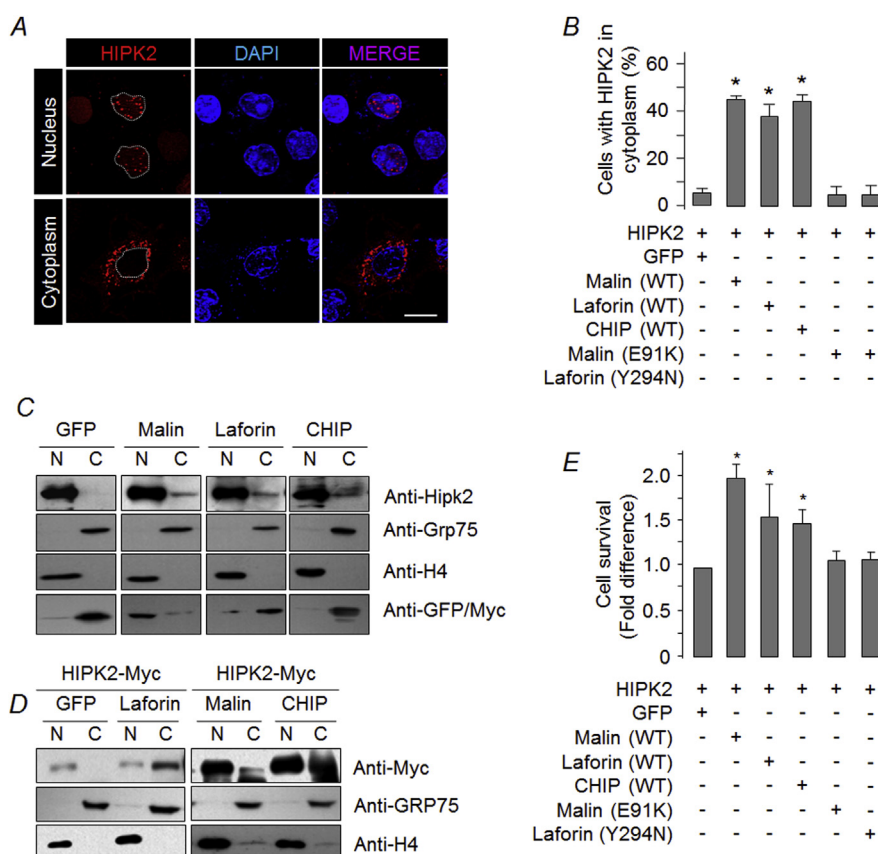 A
HIPK2 DAPI MERGE
Nucleus
Cytoplasm
B
Cells with HIPK2 in
cytoplasm (%)
60
40
20
0
* * *
HIPK2 + + + + + +
GFP + - - - - -
Malin (WT) - + - - - -
Laforin (WT) - - + - - -
CHIP (WT) - - - + - -
Malin (E91K) - - - - + +
Laforin (Y294N) - - - - - -
C
GFP Malin Laforin CHIP
N C N C N C N C
Anti-Hipk2
Anti-Grp75
Anti-H4
Anti-GFP/Myc
D
HIPK2-Myc HIPK2-Myc
GFP Laforin Malin CHIP
N C N C N C N C
Anti-Myc
Anti-GRP75
Anti-H4
E
Cell survival
(Fold difference)
2.0
1.5
1.0
0.5
0
* * *
HIPK2 + + + + + +
GFP + - - - - -
Malin (WT) - + - - - -
Laforin (WT) - - + - - -
CHIP (WT) - - - + - -
Malin (E91K) - - - - + -
Laforin (Y294N) - - - - - +